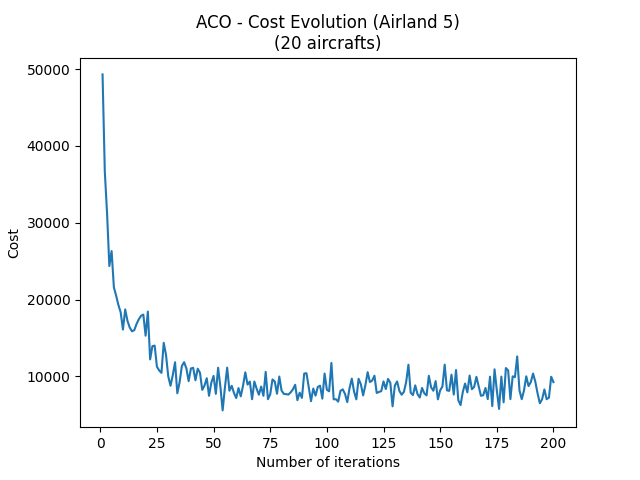 ACO - Cost Evolution (Airland 5)
(20 aircrafts)
50000
40000
30000
20000
10000
Cost
0 25 50 75 100 125 150 175 200
Number of iterations